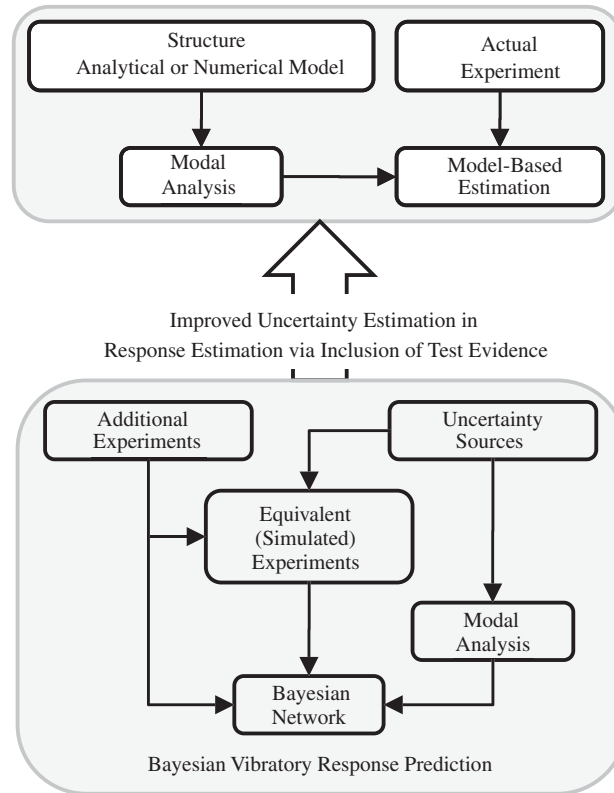 Structure
Analytical or Numerical Model
Actual
Experiment
Modal
Analysis
Model-Based
Estimation
Improved Uncertainty Estimation in
Response Estimation via Inclusion of Test Evidence
Additional
Experiments
Uncertainty
Sources
Equivalent
(Simulated)
Experiments
Modal
Analysis
Bayesian
Network
Bayesian Vibratory Response Prediction